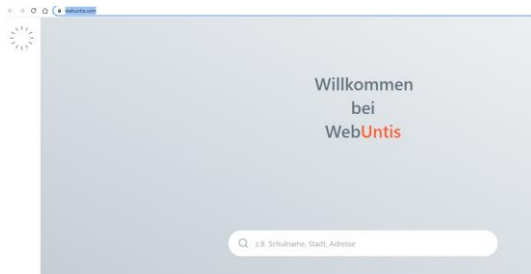 webuntis.com
Willkommen
bei
WebUntis
z.B. Schulname, Stadt, Adresse